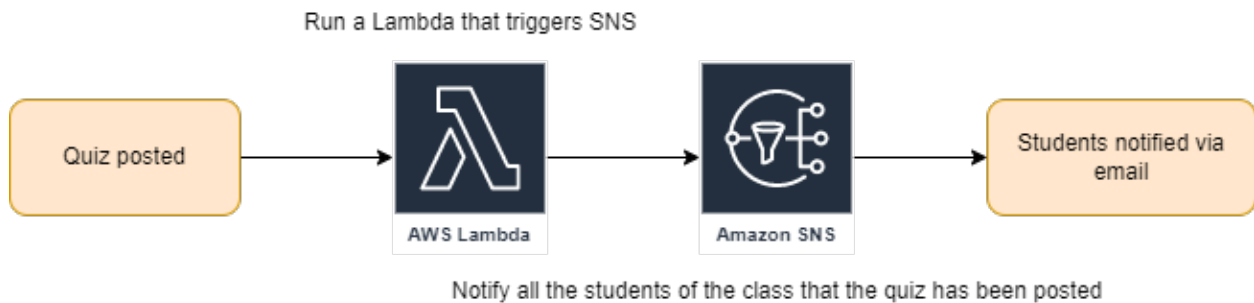 Run a Lambda that triggers SNS
Quiz posted
AWS Lambda
Amazon SNS
Students notified via
email
Notify all the students of the class that the quiz has been posted